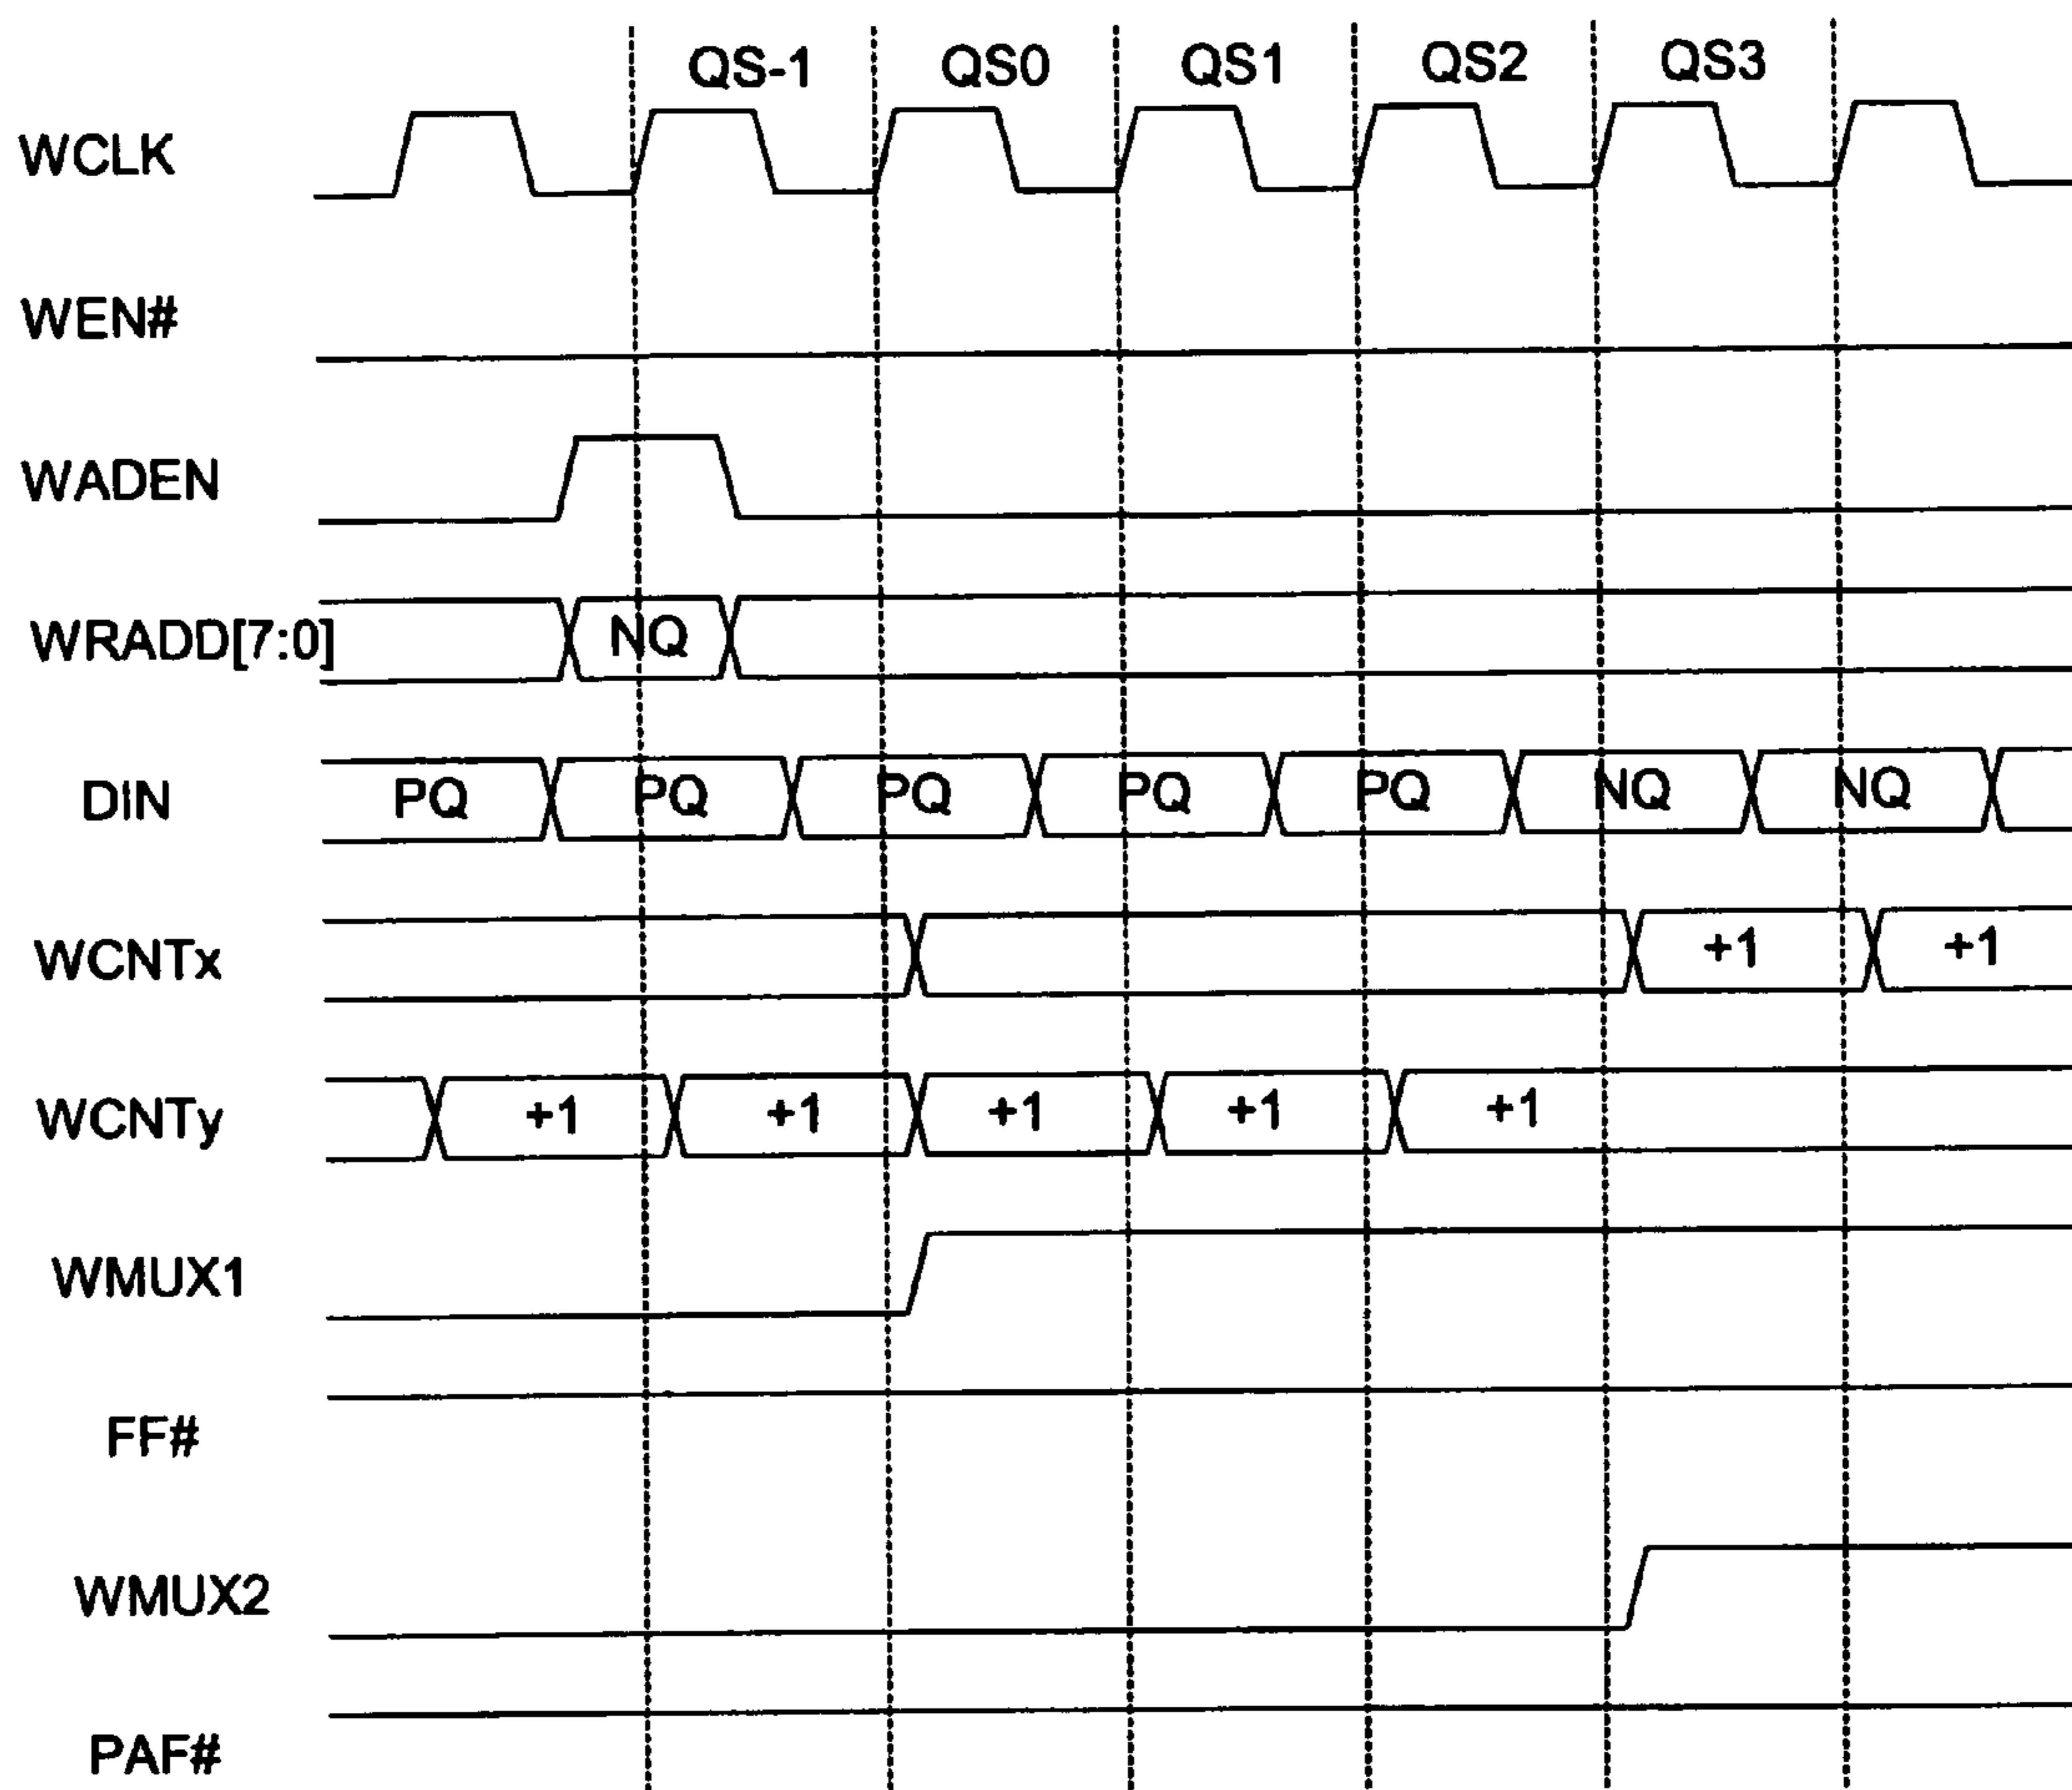 QS-1 QS0 QS1 QS2 QS3
WCLK
WEN#
WADEN
WRADD[7:0] NQ
DIN PQ PQ PQ PQ PQ NQ NQ
WCNTx +1 +1
WCNTy +1 +1 +1 +1 +1
WMUX1
FF#
WMUX2
PAF#